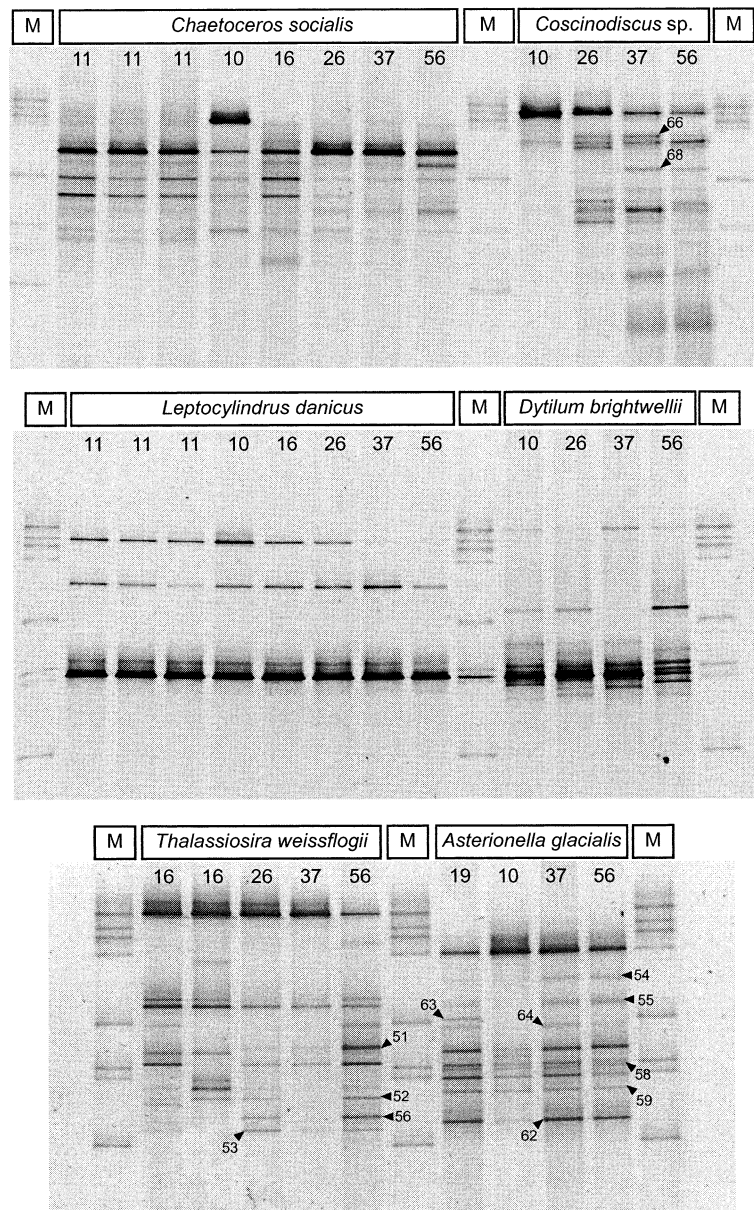 M Chaetoceros socialis M Coscinodiscus sp. M
11 11 11 10 16 26 37 56 10 26 37 56
66
68
M Leptocylindrus danicus M Dytilum brightwellii M
11 11 11 10 16 26 37 56 10 26 37 56
M Thalassiosira weissflogii M Asterionella glacialis M
16 16 26 37 56 19 10 37 56
54
55
63 64
51
58
52 59
56
53 62